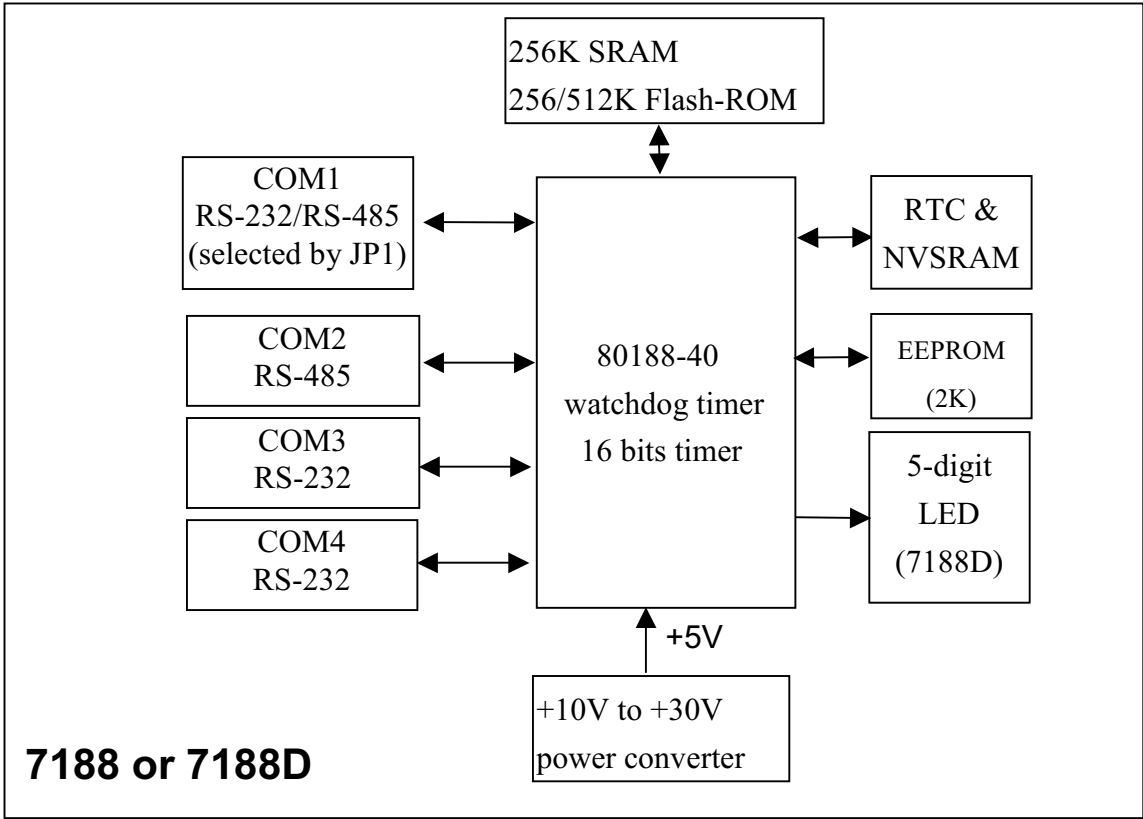 256K SRAM
256/512K Flash-ROM
COM1
RS-232/RS-485
(selected by JP1)
COM2
RS-485
COM3
RS-232
COM4
RS-232
80188-40
watchdog timer
16 bits timer
RTC &
NVSRAM
EEPROM
(2K)
5-digit
LED
(7188D)
+5V
+10V to +30V
power converter
7188 or 7188D